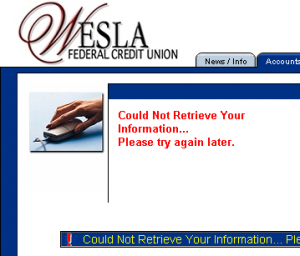 WESLA
FEDERAL CREDIT UNION
News / Info
Accounts
Could Not Retrieve Your
Information...
Please try again later.
! Could Not Retrieve Your Information... Ple